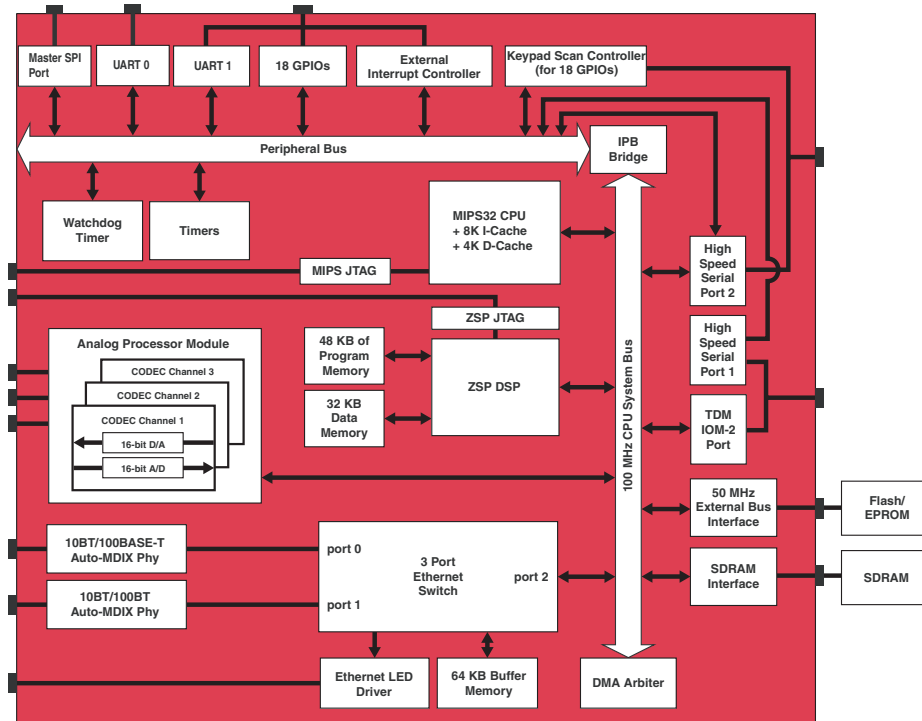 Master SPI
Port
UART 0
UART 1
18 GPIOs
External
Interrupt Controller
Keypad Scan Controller
(for 18 GPIOs)
Peripheral Bus
IPB
Bridge
Watchdog
Timer
Timers
MIPS32 CPU
+ 8K I-Cache
+ 4K D-Cache
MIPS JTAG
High
Speed
Serial
Port 2
ZSP JTAG
Analog Processor Module
CODEC Channel 3
CODEC Channel 2
CODEC Channel 1
16-bit D/A
16-bit A/D
48 KB of
Program
Memory
32 KB
Data
Memory
ZSP DSP
100 MHz CPU System Bus
High
Speed
Serial
Port 1
TDM
IOM-2
Port
50 MHz
External Bus
Interface
Flash/
EPROM
10BT/100BASE-T
Auto-MDIX Phy
10BT/100BT
Auto-MDIX Phy
port 0
port 1
3 Port
Ethernet
Switch
port 2
SDRAM
Interface
SDRAM
Ethernet LED
Driver
64 KB Buffer
Memory
DMA Arbiter